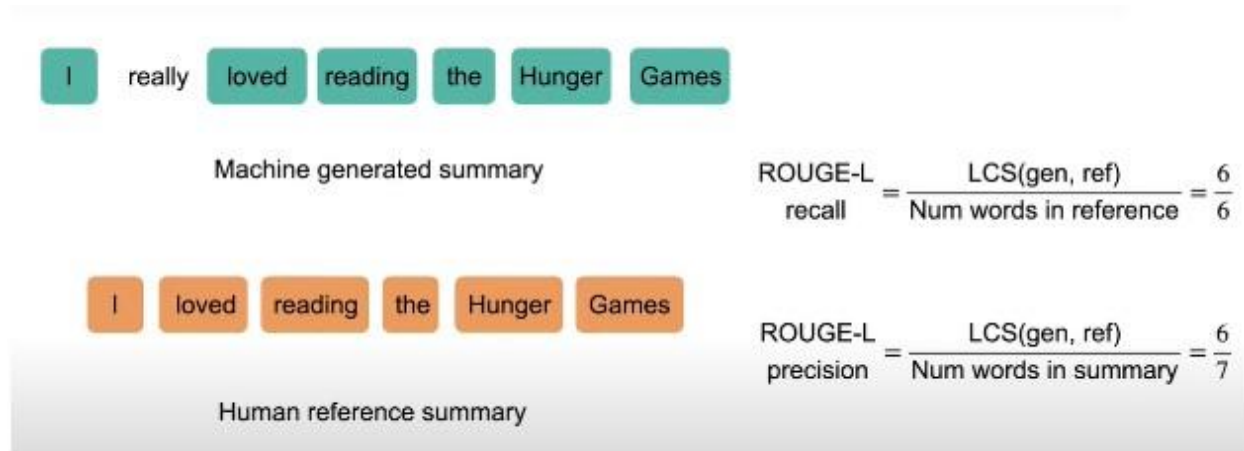 I really loved reading the Hunger Games
Machine generated summary
ROUGE-L recall = LCS(gen, ref) / Num words in reference = 6/6
I loved reading the Hunger Games
Human reference summary
ROUGE-L precision = LCS(gen, ref) / Num words in summary = 6/7